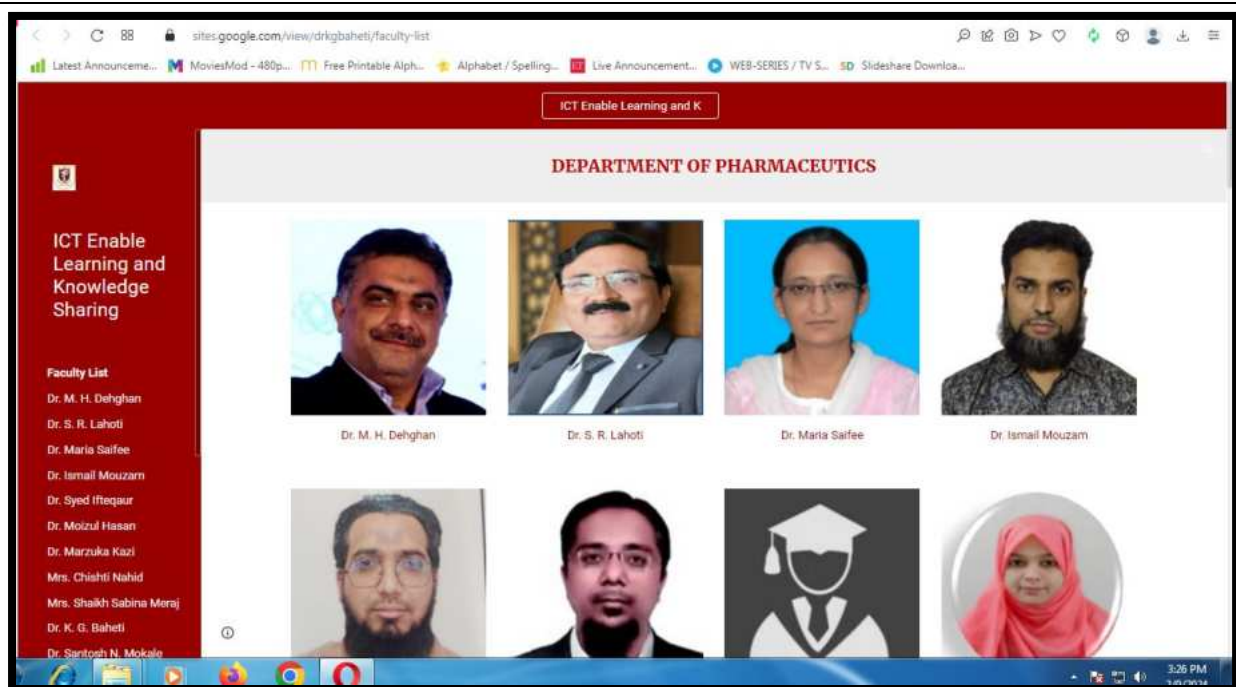 sites.google.com/view/drkgbaheti/faculty-list
Latest Announceme... MoviesMod - 480p... Free Printable Alph... Alphabet / Spelling... Live Announcement... WEB-SERIES / TV S... SD Slideshare Downloa...
ICT Enable Learning and K
DEPARTMENT OF PHARMACEUTICS
ICT Enable
Learning and
Knowledge
Sharing
Faculty List
Dr. M. H. Dehghan
Dr. S. R. Lahoti
Dr. Maria Saifee
Dr. Ismail Mouzam
Dr. Syed Ifteqaur
Dr. Moizul Hasan
Dr. Marzuka Kazi
Mrs. Chishti Nahid
Mrs. Shaikh Sabina Meraj
Dr. K. G. Baheti
Dr. Santosh N. Mokale
Dr. M. H. Dehghan
Dr. S. R. Lahoti
Dr. Maria Saifee
Dr. Ismail Mouzam
3:26 PM